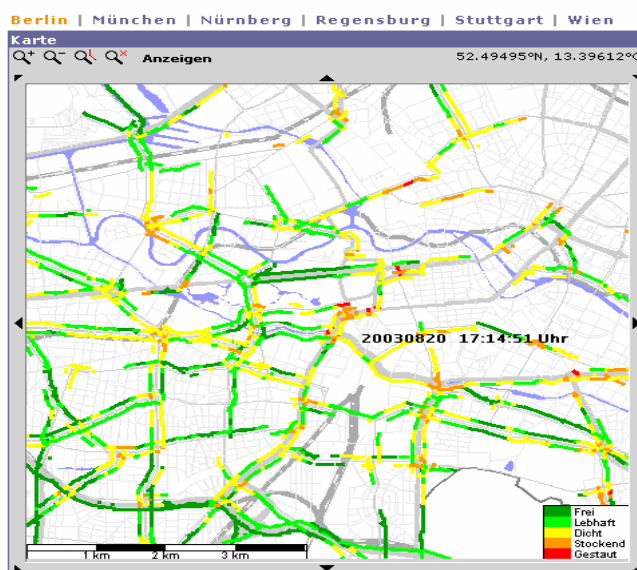 Berlin | München | Nürnberg | Regensburg | Stuttgart | Wien
Karte
Anzeigen 52.49495°N, 13.39612°
20030820 17:14:51 Uhr
Frei
Lebhaft
Dicht
Stockend
Gestaut
1 km 2 km 3 km